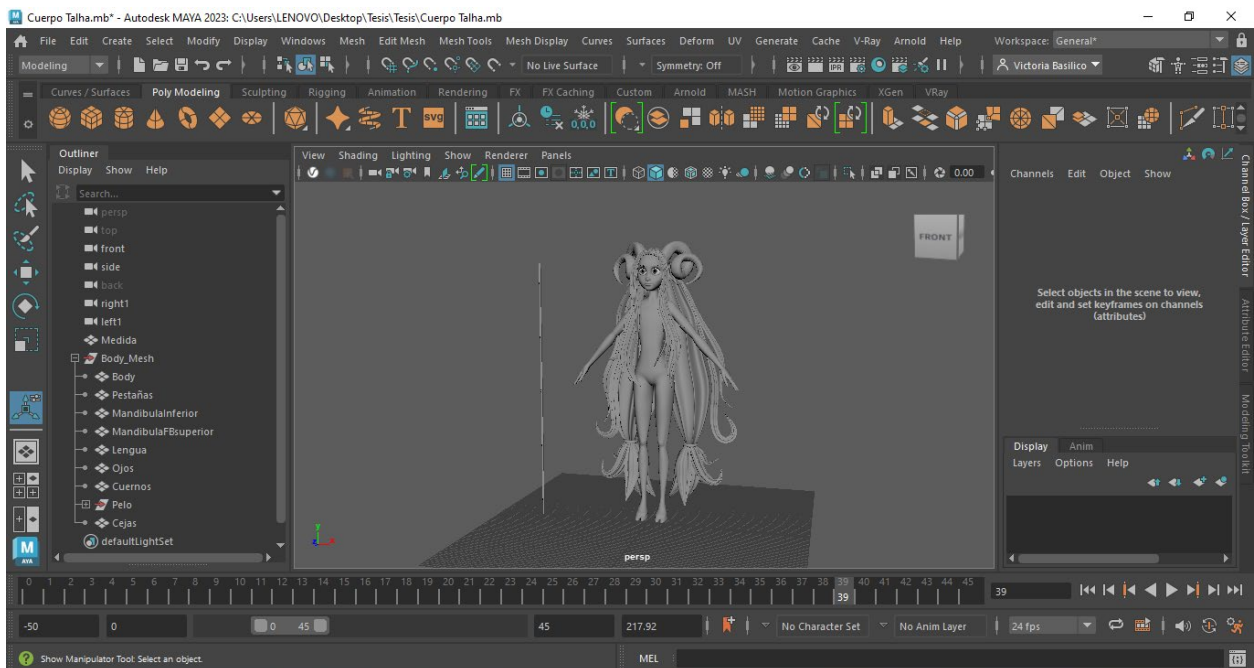 Cuerpo Talha.mb* - Autodesk MAYA 2023: C:\Users\LENOVO\Desktop\Tesis\Tesis\Cuerpo Talha.mb
File Edit Create Select Modify Display Windows Mesh Edit Mesh Mesh Tools Mesh Display Curves Surfaces Deform UV Generate Cache V-Ray Arnold Help Workspace: General*
Modeling No Live Surface Symmetry: Off IPR Victoria Basilico
Curves / Surfaces Poly Modeling Sculpting Rigging Animation Rendering FX FX Caching Custom Arnold MASH Motion Graphics XGen VRay
T svg 0,0,0
Outliner
Display Show Help
Search...
persp
top
front
side
back
right1
left1
Medida
Body_Mesh
Body
Pestañas
MandibulaInferior
MandibulaFBsuperior
Lengua
Ojos
Cuernos
Pelo
Cejas
defaultLightSet
View Shading Lighting Show Renderer Panels
0.00
FRONT
y
persp
Channels Edit Object Show
Select objects in the scene to view,
edit and set keyframes on channels
(attributes)
Display Anim
Layers Options Help
Channel Box / Layer Editor
Attribute Editor
Modeling Toolkit
M
AYA
0 1 2 3 4 5 6 7 8 9 10 11 12 13 14 15 16 17 18 19 20 21 22 23 24 25 26 27 28 29 30 31 32 33 34 35 36 37 38 39 40 41 42 43 44 45
39 39
-50 0 0 45 45 217.92 No Character Set No Anim Layer 24 fps
Show Manipulator Tool: Select an object. MEL